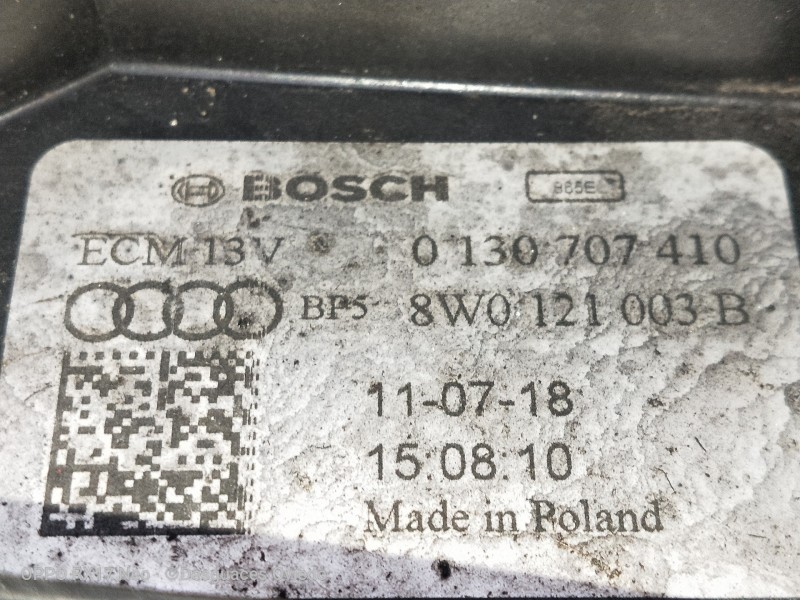 BOSCH
ECM 13V 0 130 707 410
BP5 8W0 121 003 B
11-07-18
15:08:10
Made in Poland